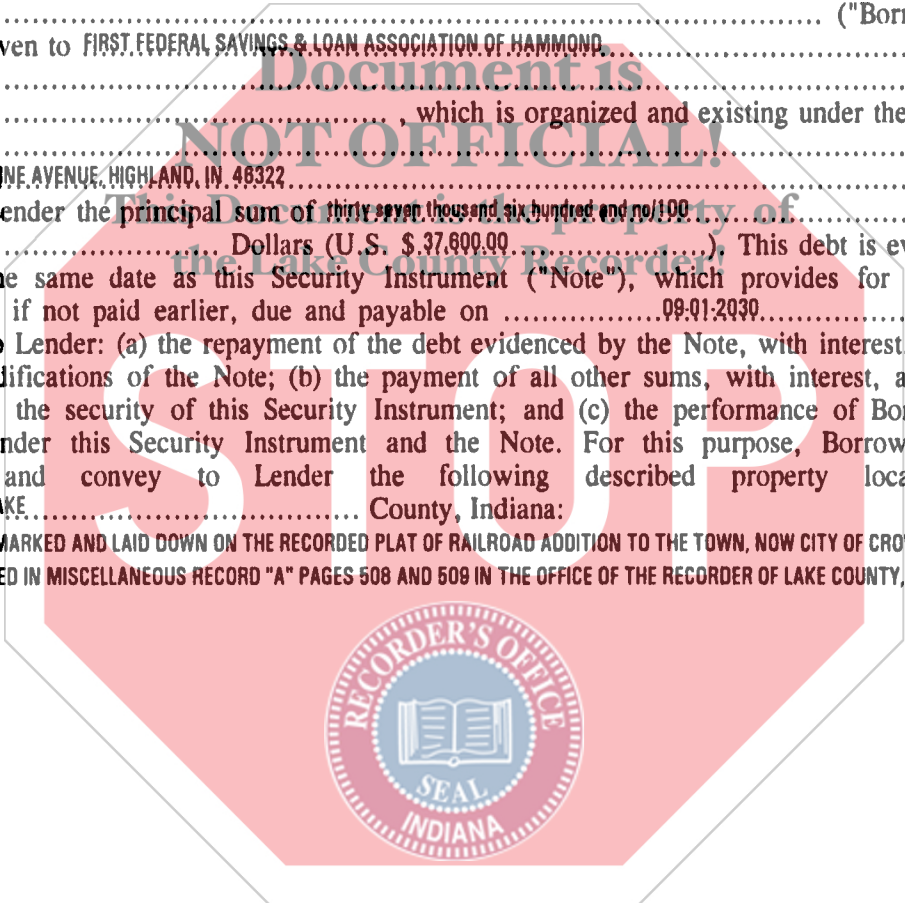 ("Borr
ven to FIRST FEDERAL SAVINGS & LOAN ASSOCIATION OF HAMMOND
Document is
, which is organized and existing under the
NOT OFFICIAL!
NE AVENUE, HIGHLAND, IN 46322
This Document is the property of
ender the principal sum of thirty seven thousand six hundred and no/100
Dollars (U.S. $ 37,600.00 ). This debt is ev
the Lake County Recorder!
e same date as this Security Instrument ("Note"), which provides for
if not paid earlier, due and payable on 09-01-2030
Lender: (a) the repayment of the debt evidenced by the Note, with interest,
difications of the Note; (b) the payment of all other sums, with interest, a
the security of this Security Instrument; and (c) the performance of Bor
nder this Security Instrument and the Note. For this purpose, Borrow
and convey to Lender the following described property loca
AKE County, Indiana:
STOP
MARKED AND LAID DOWN ON THE RECORDED PLAT OF RAILROAD ADDITION TO THE TOWN, NOW CITY OF CRO
ED IN MISCELLANEOUS RECORD "A" PAGES 508 AND 509 IN THE OFFICE OF THE RECORDER OF LAKE COUNTY,
RECORDER'S OFFICE
SEAL
INDIANA